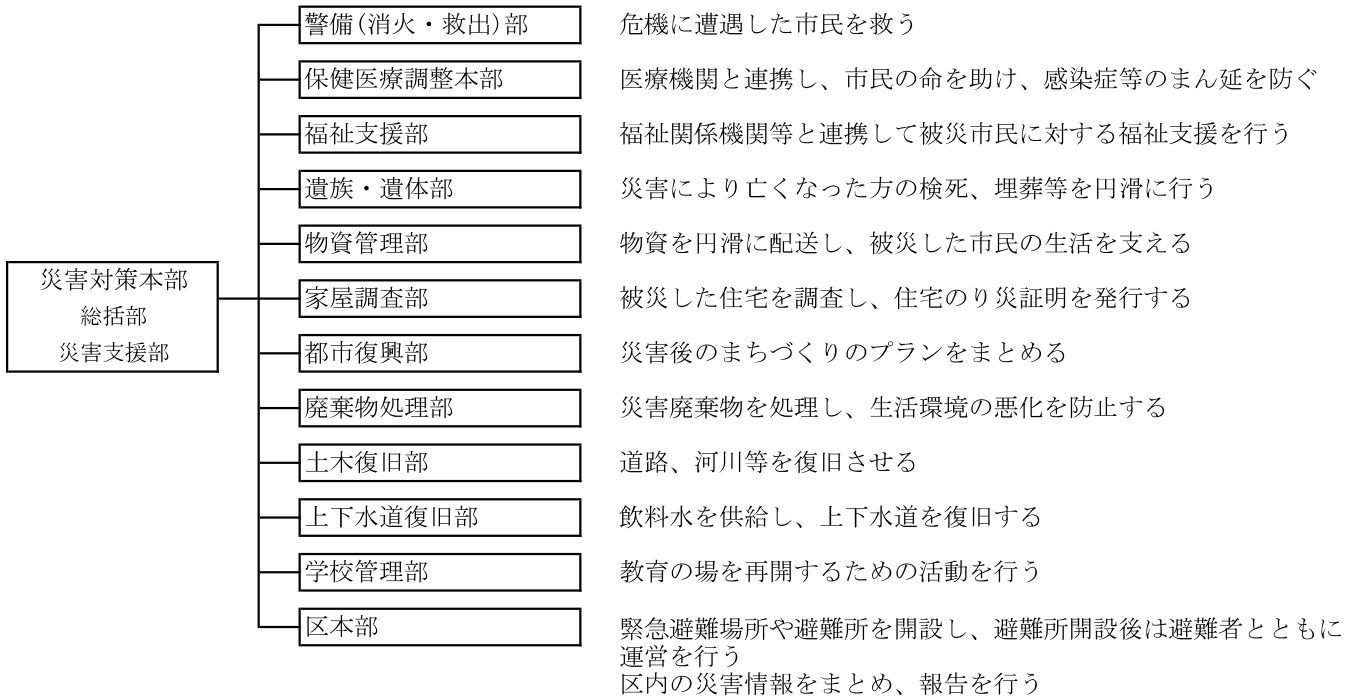 災害対策本部
総括部
災害支援部
警備(消火・救出)部
危機に遭遇した市民を救う
保健医療調整本部
医療機関と連携し、市民の命を助け、感染症等のまん延を防ぐ
福祉支援部
福祉関係機関等と連携して被災市民に対する福祉支援を行う
遺族・遺体部
災害により亡くなった方の検死、埋葬等を円滑に行う
物資管理部
物資を円滑に配送し、被災した市民の生活を支える
家屋調査部
被災した住宅を調査し、住宅のり災証明を発行する
都市復興部
災害後のまちづくりのプランをまとめる
廃棄物処理部
災害廃棄物を処理し、生活環境の悪化を防止する
土木復旧部
道路、河川等を復旧させる
上下水道復旧部
飲料水を供給し、上下水道を復旧する
学校管理部
教育の場を再開するための活動を行う
区本部
緊急避難場所や避難所を開設し、避難所開設後は避難者とともに
運営を行う
区内の災害情報をまとめ、報告を行う